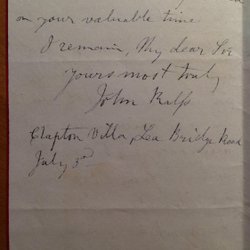 on your valuable time
I remain, My dear Sir
yours most truly
John Ralfs
Clapton Villa, Lea Bridge Road
July 3rd